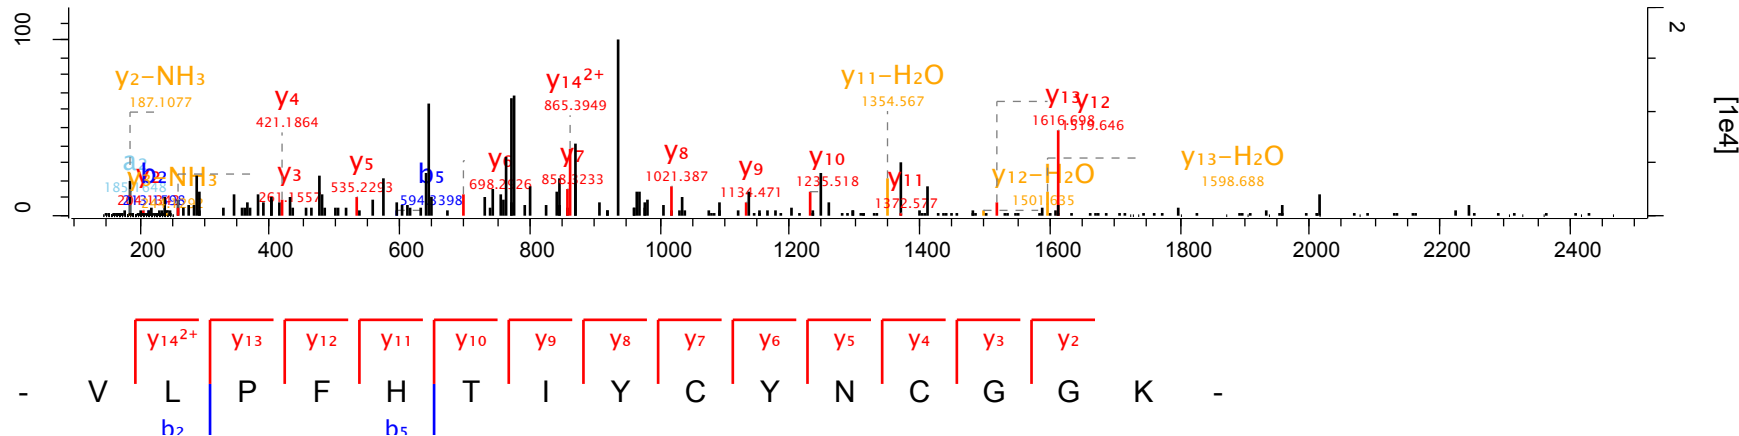 100
0
2
[1e4]
y₂-NH₃
187.1077
y₄
421.1864
y₃
261.1557
y₅
535.2293
b₅
594.3398
y₆
698.2926
y₁₄²⁺
865.3949
y₇
858.3233
y₈
1021.387
y₉
1134.471
y₁₀
1235.518
y₁₁-H₂O
1354.567
y₁₁
1372.577
y₁₃
1616.698
y₁₂
1519.646
y₁₂-H₂O
1501.635
y₁₃-H₂O
1598.688
200 400 600 800 1000 1200 1400 1600 1800 2000 2200 2400
y₁₄²⁺ y₁₃ y₁₂ y₁₁ y₁₀ y₉ y₈ y₇ y₆ y₅ y₄ y₃ y₂
- V L P F H T I Y C Y N C G G K -
b₂ b₅